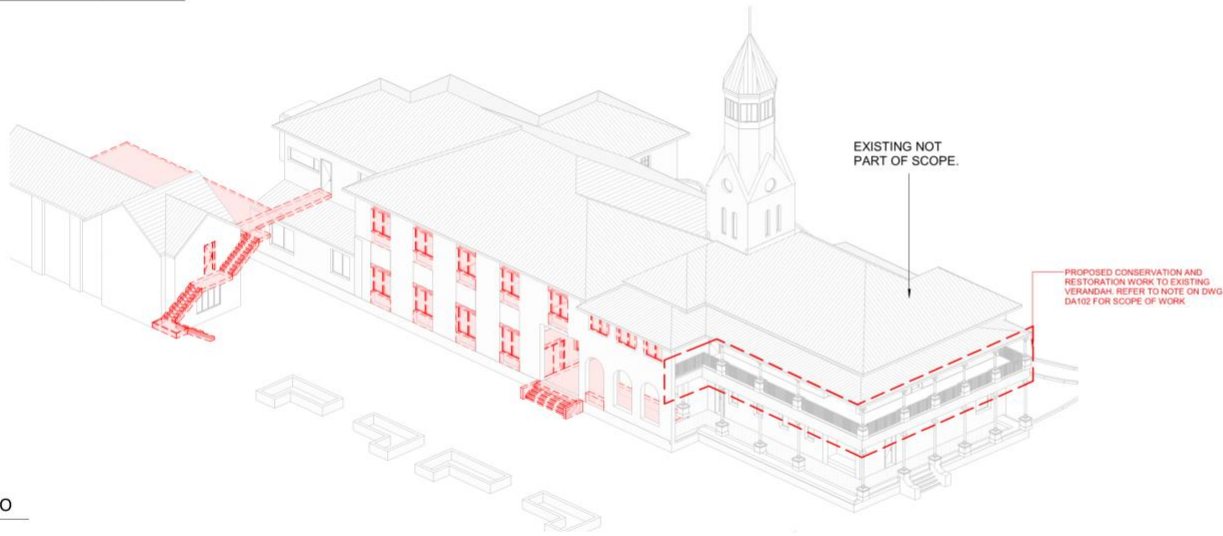 EXISTING NOT
PART OF SCOPE.
PROPOSED CONSERVATION AND
RESTORATION WORK TO EXISTING
VERANDAH. REFER TO NOTE ON DWG
DA102 FOR SCOPE OF WORK
O